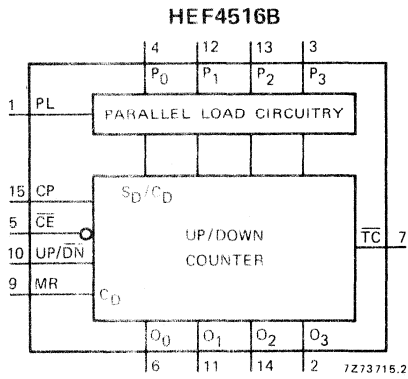 HEF4516B
4 12 13 3
P0 P1 P2 P3
1 PL
PARALLEL LOAD CIRCUITRY
15 CP
SD/CD
5 CE
UP/DOWN
TC 7
10 UP/DN
COUNTER
9 MR
CD
O0 O1 O2 O3
6 11 14 2
7Z73715.2